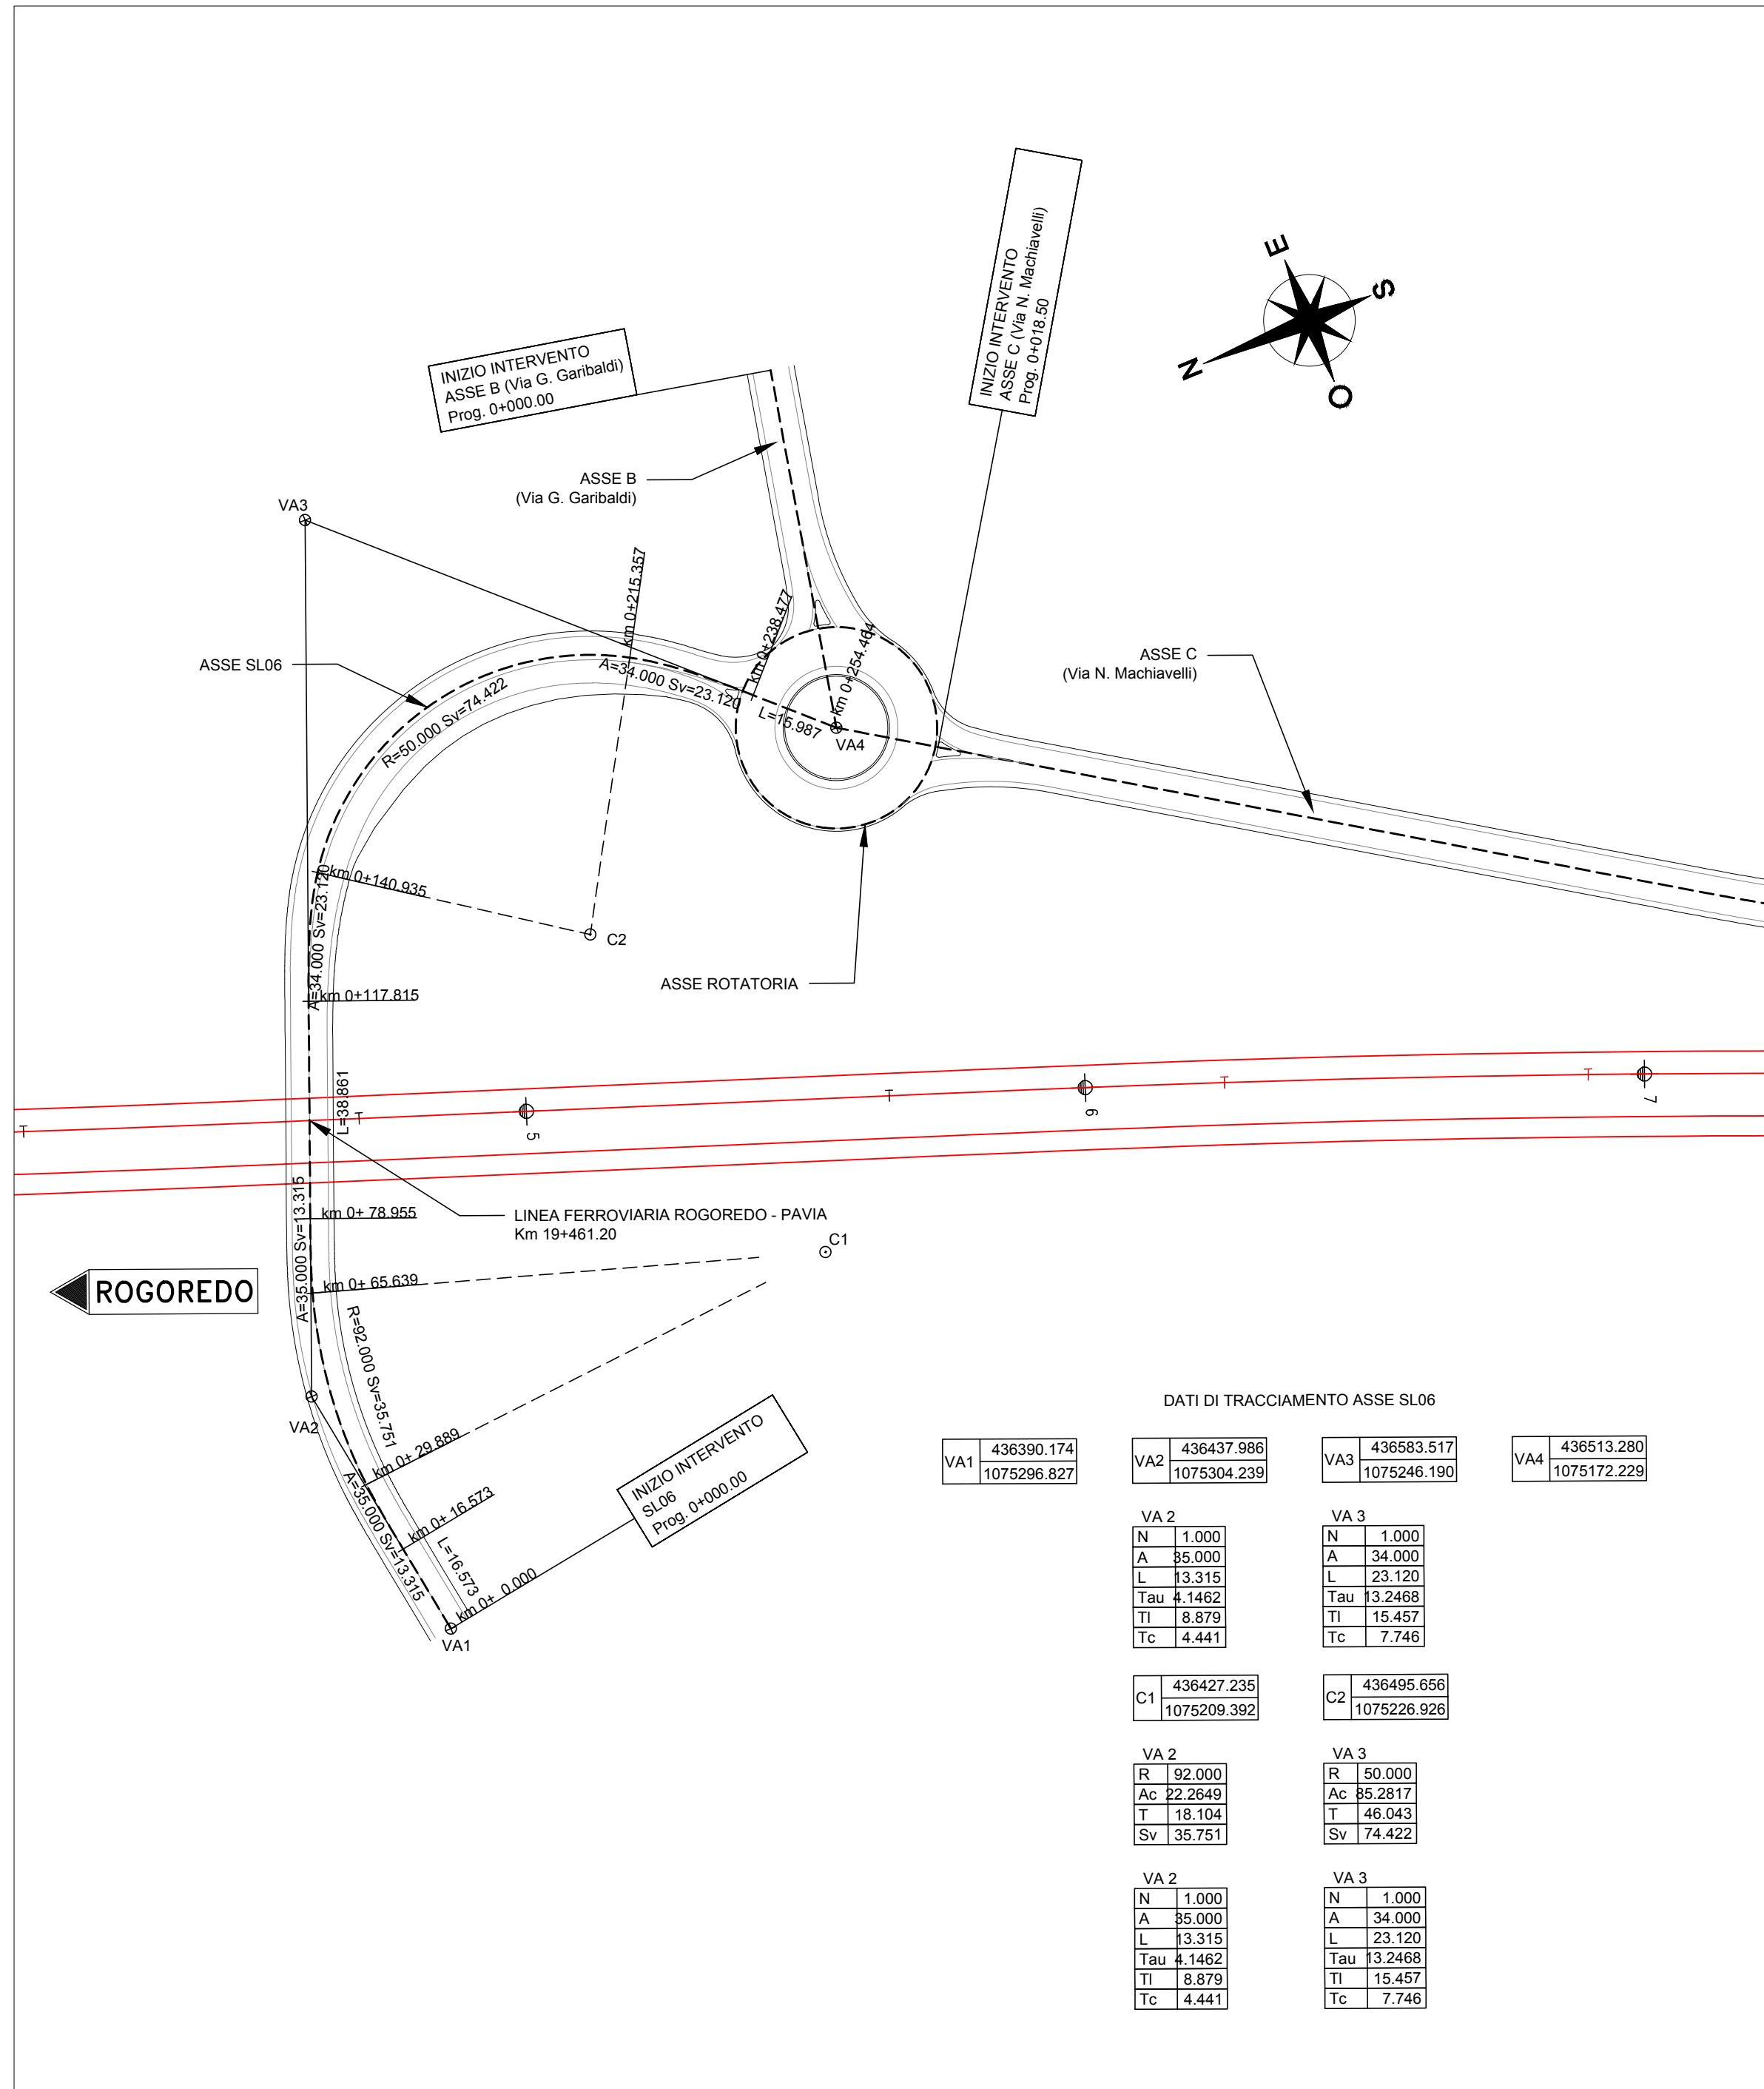 INIZIO INTERVENTO
ASSE C (Via N. Machiavelli)
Prog. 0+018.50
E
S
N
O
INIZIO INTERVENTO
ASSE B (Via G. Garibaldi)
Prog. 0+000.00
ASSE B
(Via G. Garibaldi)
VA3
km 0+215.357
km 0+238.477
km 0+254.464
ASSE SL06
A=34.000 Sv=23.120
R=50.000 Sv=74.422
L=15.987
VA4
ASSE C
(Via N. Machiavelli)
km 0+140.935
A=34.000 Sv=23.120
C2
km 0+117.815
ASSE ROTATORIA
L=38.861
T
T
T
T
T
5
6
7
A=35.000 Sv=13.315
km 0+ 78.955
LINEA FERROVIARIA ROGOREDO - PAVIA
Km 19+461.20
C1
km 0+ 65.639
ROGOREDO
R=92.000 Sv=35.751
VA2
km 0+ 29.889
A=35.000 Sv=13.315
km 0+ 16.573
L=16.573
km 0+ 0.000
VA1
INIZIO INTERVENTO
SL06
Prog. 0+000.00
DATI DI TRACCIAMENTO ASSE SL06
VA1 436390.174
1075296.827
VA2 436437.986
1075304.239
VA3 436583.517
1075246.190
VA4 436513.280
1075172.229
VA 2
N 1.000
A 35.000
L 13.315
Tau 4.1462
Tl 8.879
Tc 4.441
VA 3
N 1.000
A 34.000
L 23.120
Tau 13.2468
Tl 15.457
Tc 7.746
C1 436427.235
1075209.392
C2 436495.656
1075226.926
VA 2
R 92.000
Ac 22.2649
T 18.104
Sv 35.751
VA 3
R 50.000
Ac 85.2817
T 46.043
Sv 74.422
VA 2
N 1.000
A 35.000
L 13.315
Tau 4.1462
Tl 8.879
Tc 4.441
VA 3
N 1.000
A 34.000
L 23.120
Tau 13.2468
Tl 15.457
Tc 7.746